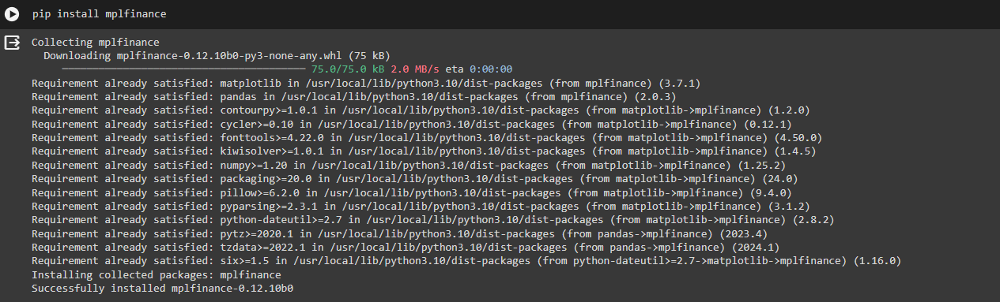 pip install mplfinance
Collecting mplfinance
Downloading mplfinance-0.12.10b0-py3-none-any.whl (75 kB)
75.0/75.0 kB 2.0 MB/s eta 0:00:00
Requirement already satisfied: matplotlib in /usr/local/lib/python3.10/dist-packages (from mplfinance) (3.7.1)
Requirement already satisfied: pandas in /usr/local/lib/python3.10/dist-packages (from mplfinance) (2.0.3)
Requirement already satisfied: contourpy>=1.0.1 in /usr/local/lib/python3.10/dist-packages (from matplotlib->mplfinance) (1.2.0)
Requirement already satisfied: cycler>=0.10 in /usr/local/lib/python3.10/dist-packages (from matplotlib->mplfinance) (0.12.1)
Requirement already satisfied: fonttools>=4.22.0 in /usr/local/lib/python3.10/dist-packages (from matplotlib->mplfinance) (4.50.0)
Requirement already satisfied: kiwisolver>=1.0.1 in /usr/local/lib/python3.10/dist-packages (from matplotlib->mplfinance) (1.4.5)
Requirement already satisfied: numpy>=1.20 in /usr/local/lib/python3.10/dist-packages (from matplotlib->mplfinance) (1.25.2)
Requirement already satisfied: packaging>=20.0 in /usr/local/lib/python3.10/dist-packages (from matplotlib->mplfinance) (24.0)
Requirement already satisfied: pillow>=6.2.0 in /usr/local/lib/python3.10/dist-packages (from matplotlib->mplfinance) (9.4.0)
Requirement already satisfied: pyparsing>=2.3.1 in /usr/local/lib/python3.10/dist-packages (from matplotlib->mplfinance) (3.1.2)
Requirement already satisfied: python-dateutil>=2.7 in /usr/local/lib/python3.10/dist-packages (from matplotlib->mplfinance) (2.8.2)
Requirement already satisfied: pytz>=2020.1 in /usr/local/lib/python3.10/dist-packages (from pandas->mplfinance) (2023.4)
Requirement already satisfied: tzdata>=2022.1 in /usr/local/lib/python3.10/dist-packages (from pandas->mplfinance) (2024.1)
Requirement already satisfied: six>=1.5 in /usr/local/lib/python3.10/dist-packages (from python-dateutil>=2.7->matplotlib->mplfinance) (1.16.0)
Installing collected packages: mplfinance
Successfully installed mplfinance-0.12.10b0